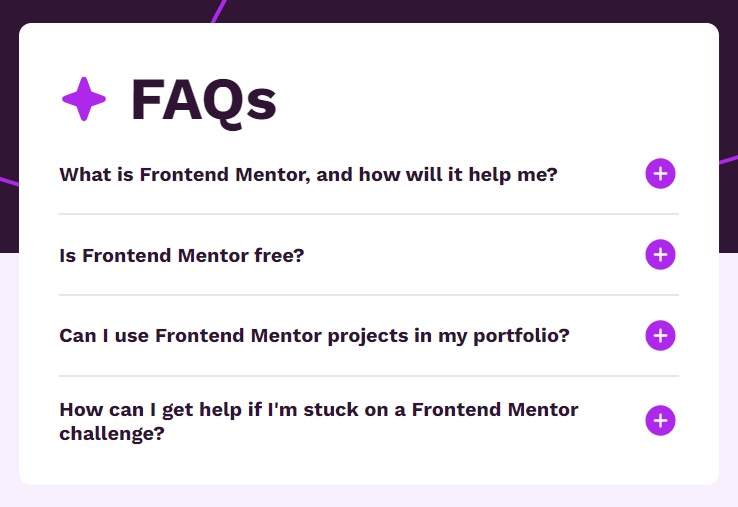 FAQs
What is Frontend Mentor, and how will it help me?
Is Frontend Mentor free?
Can I use Frontend Mentor projects in my portfolio?
How can I get help if I'm stuck on a Frontend Mentor
challenge?